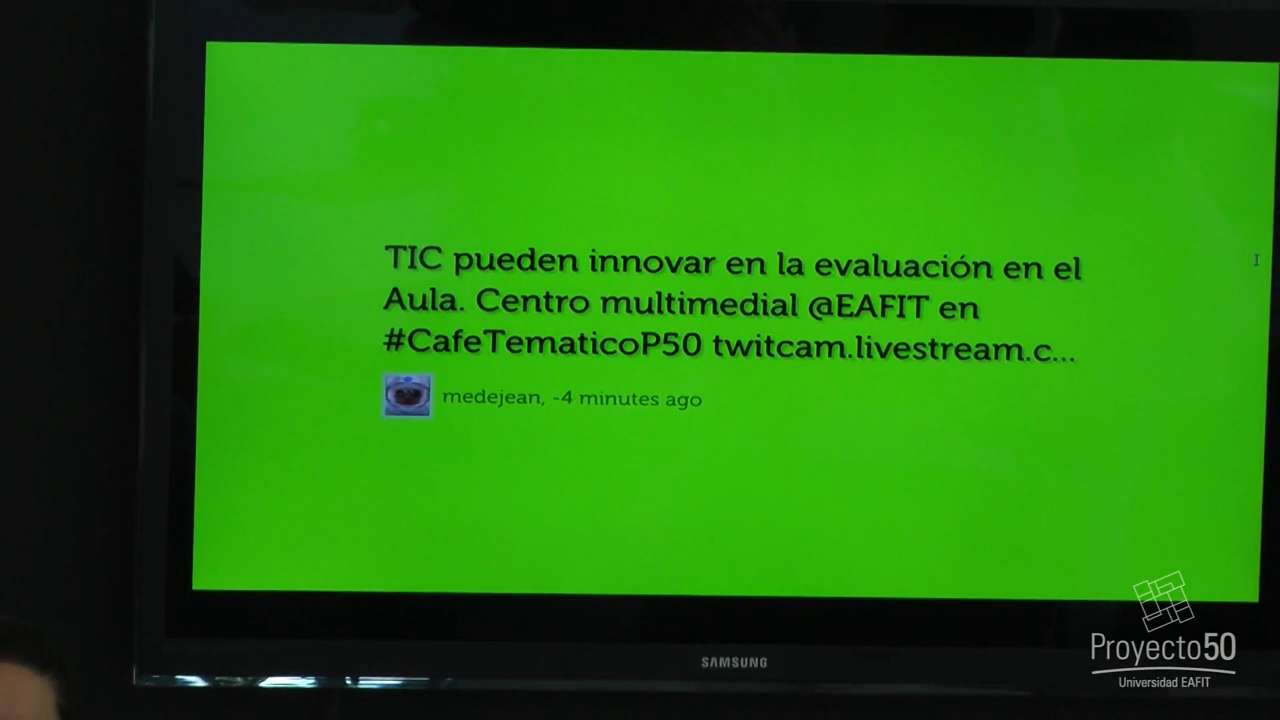 TIC pueden innovar en la evaluación en el
Aula. Centro multimedial @EAFIT en
#CafeTematicoP50 twitcam.livestream.c...
medejean, -4 minutes ago
SAMSUNG
Proyecto50
Universidad EAFIT